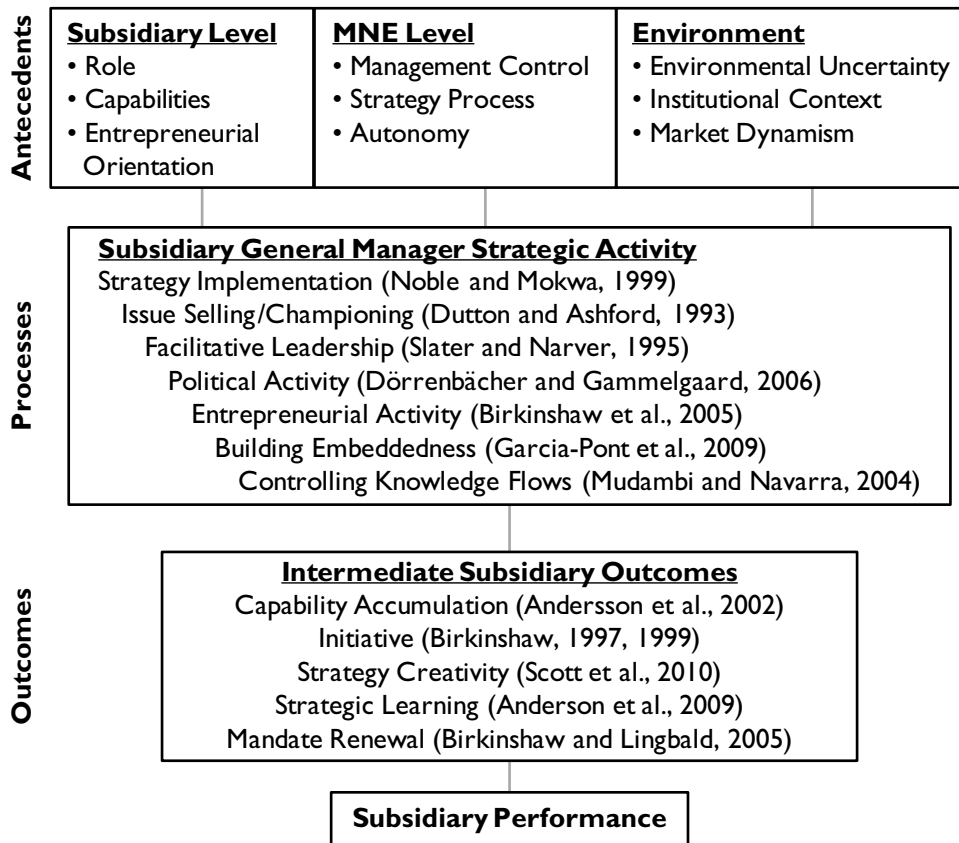 Antecedents
Subsidiary Level
• Role
• Capabilities
• Entrepreneurial
Orientation
MNE Level
• Management Control
• Strategy Process
• Autonomy
Environment
• Environmental Uncertainty
• Institutional Context
• Market Dynamism
Processes
Subsidiary General Manager Strategic Activity
Strategy Implementation (Noble and Mokwa, 1999)
Issue Selling/Championing (Dutton and Ashford, 1993)
Facilitative Leadership (Slater and Narver, 1995)
Political Activity (Dörrenbächer and Gammelgaard, 2006)
Entrepreneurial Activity (Birkinshaw et al., 2005)
Building Embeddedness (Garcia-Pont et al., 2009)
Controlling Knowledge Flows (Mudambi and Navarra, 2004)
Outcomes
Intermediate Subsidiary Outcomes
Capability Accumulation (Andersson et al., 2002)
Initiative (Birkinshaw, 1997, 1999)
Strategy Creativity (Scott et al., 2010)
Strategic Learning (Anderson et al., 2009)
Mandate Renewal (Birkinshaw and Lingbald, 2005)
Subsidiary Performance